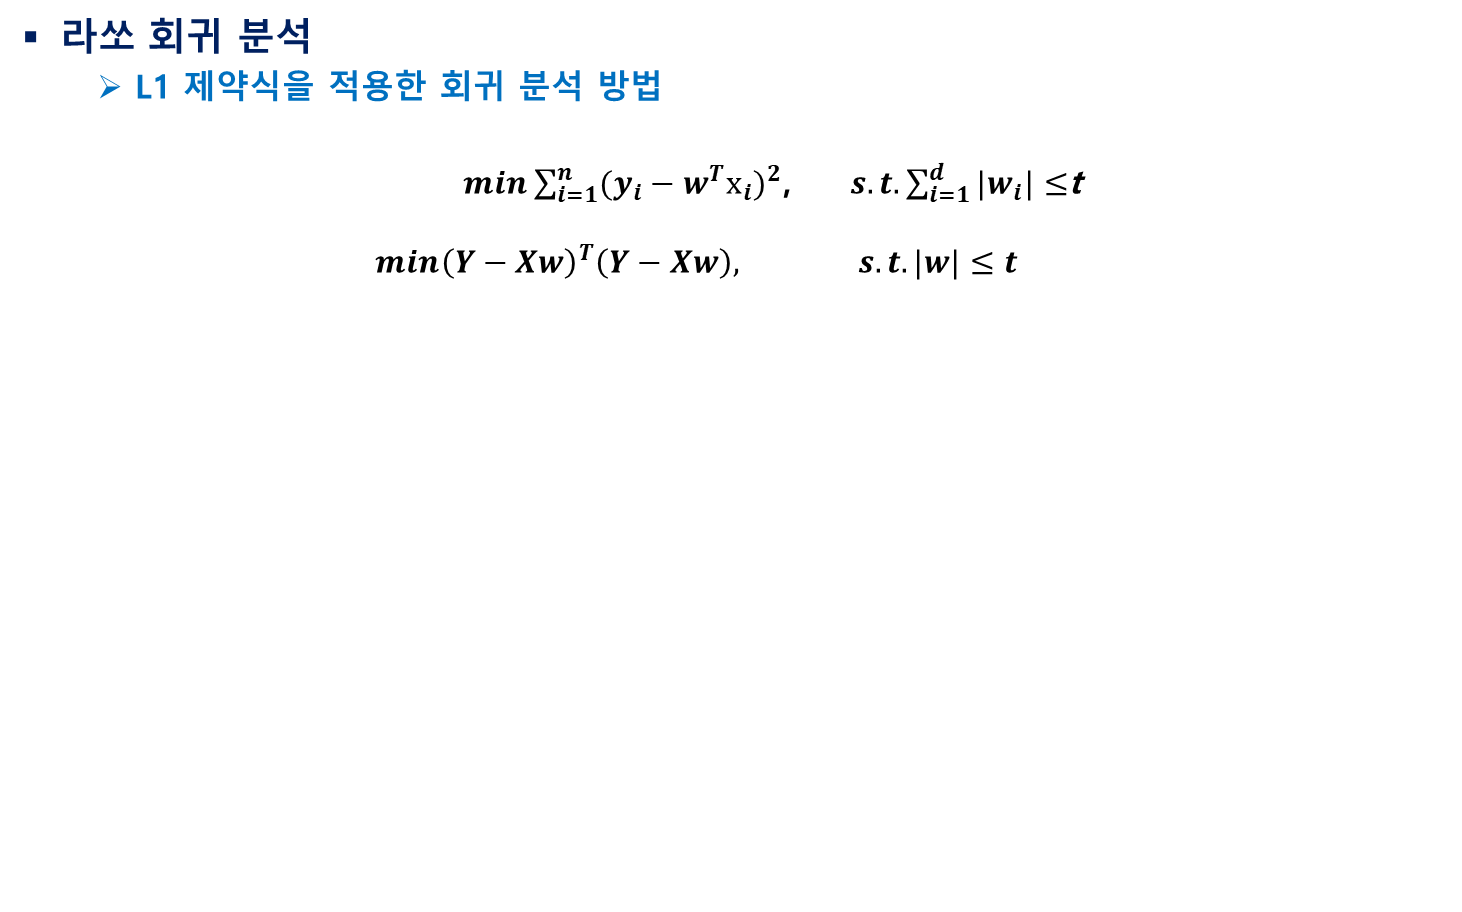 ▪ 라쏘 회귀 분석
➢ L1 제약식을 적용한 회귀 분석 방법
min ∑ⁿᵢ₌₁(yᵢ − wᵀxᵢ)², s.t. ∑ᵈᵢ₌₁ |wᵢ| ≤t
min(Y − Xw)ᵀ(Y − Xw), s.t. |w| ≤ t